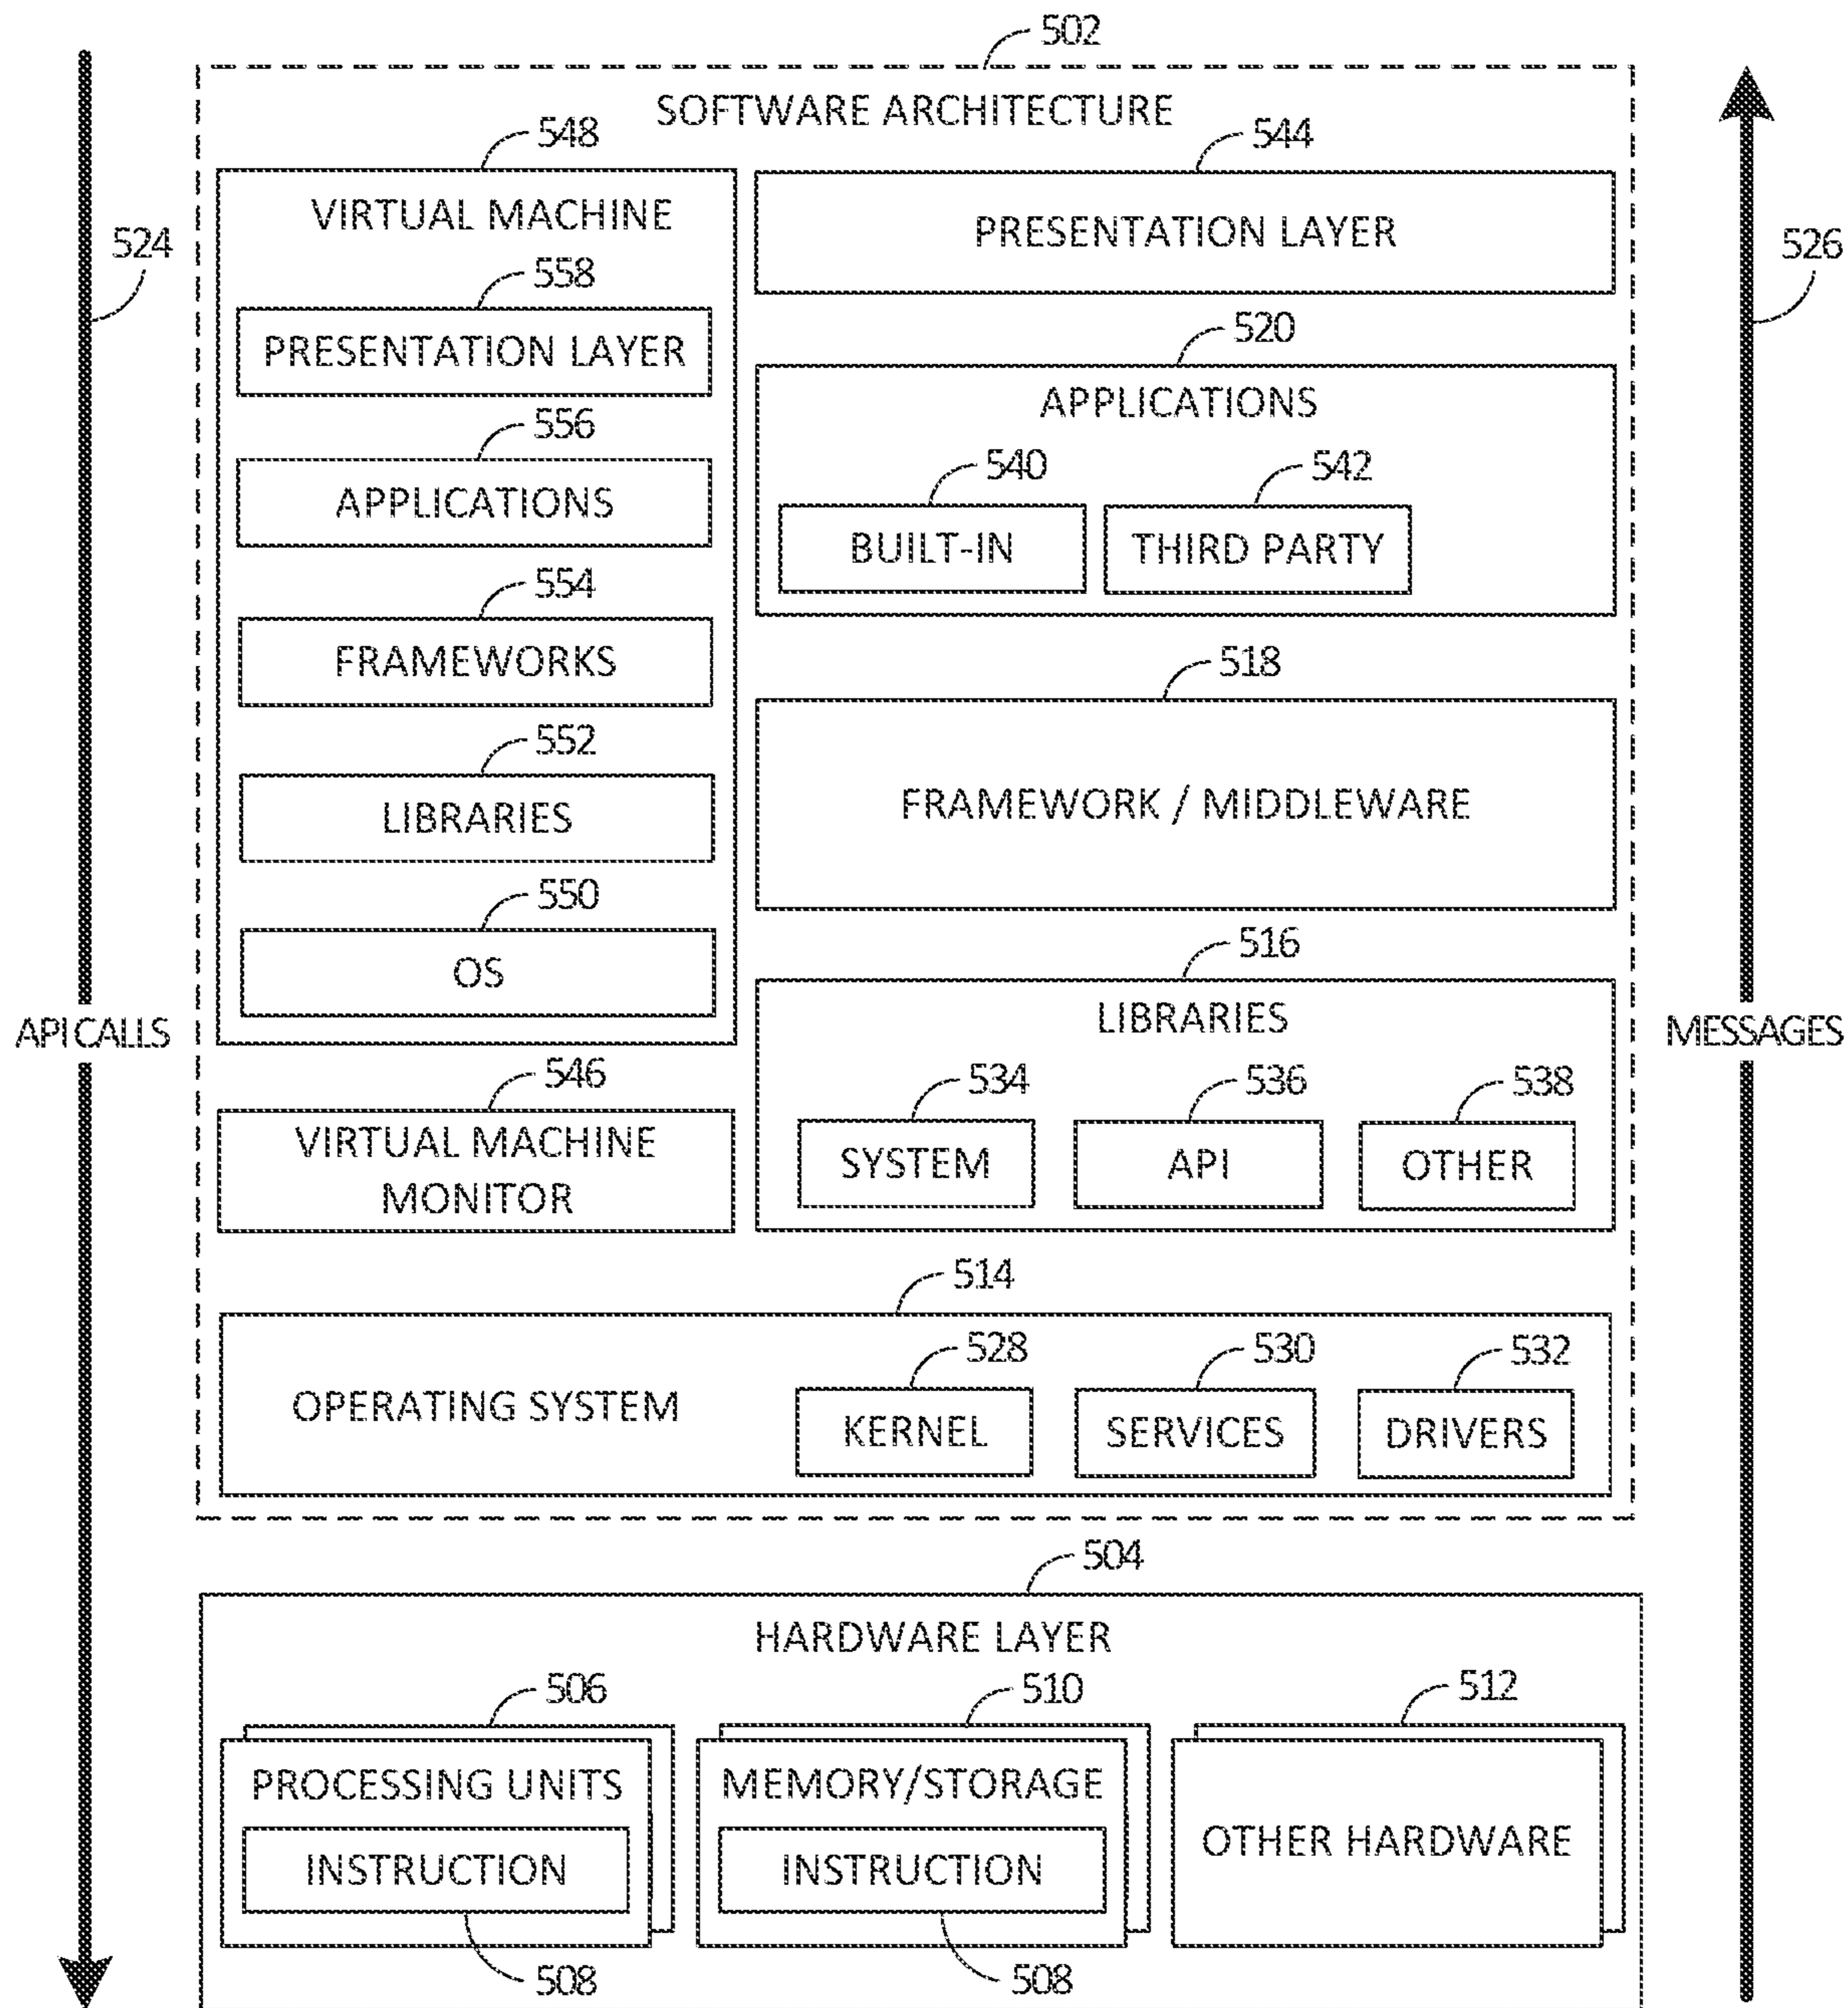 502
SOFTWARE ARCHITECTURE
548
VIRTUAL MACHINE
558
PRESENTATION LAYER
556
APPLICATIONS
554
FRAMEWORKS
552
LIBRARIES
550
OS
546
VIRTUAL MACHINE
MONITOR
544
PRESENTATION LAYER
520
APPLICATIONS
540
BUILT-IN
542
THIRD PARTY
518
FRAMEWORK / MIDDLEWARE
516
LIBRARIES
534
SYSTEM
536
API
538
OTHER
514
OPERATING SYSTEM
528
KERNEL
530
SERVICES
532
DRIVERS
524
API CALLS
526
MESSAGES
504
HARDWARE LAYER
506
PROCESSING UNITS
INSTRUCTION
508
510
MEMORY/STORAGE
INSTRUCTION
508
512
OTHER HARDWARE